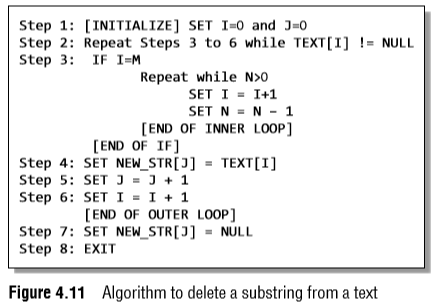 Step 1: [INITIALIZE] SET I=0 and J=0
Step 2: Repeat Steps 3 to 6 while TEXT[I] != NULL
Step 3: IF I=M
Repeat while N>0
SET I = I+1
SET N = N - 1
[END OF INNER LOOP]
[END OF IF]
Step 4: SET NEW_STR[J] = TEXT[I]
Step 5: SET J = J + 1
Step 6: SET I = I + 1
[END OF OUTER LOOP]
Step 7: SET NEW_STR[J] = NULL
Step 8: EXIT
Figure 4.11 Algorithm to delete a substring from a text